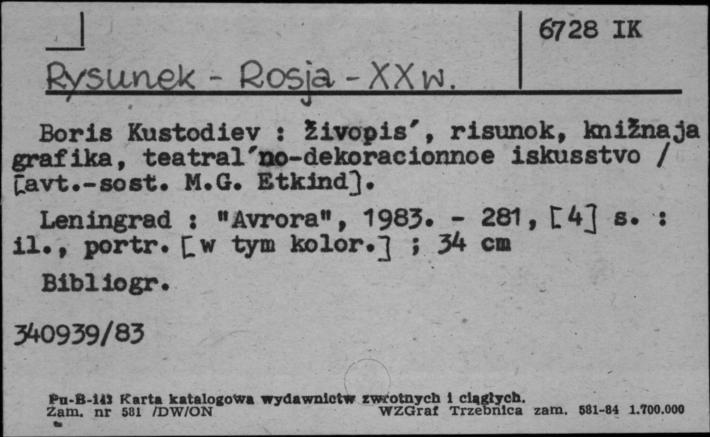 6728 IK
Rysunek - Rosja - XX w.
Boris Kustodiev : živopis', risunok, knižnaja
grafika, teatral'no-dekoracionnoe iskusstvo /
[avt.-sost. M.G. Etkind].
Leningrad : "Avrora", 1983. - 281, [4] s. :
il., portr. [w tym kolor.] ; 34 cm
Bibliogr.
340939/83
Pu-B-143 Karta katalogowa wydawnictw zwrotnych i ciągłych.
Zam. nr 581 /DW/ON WZGraf Trzebnica zam. 581-84 1.700.000